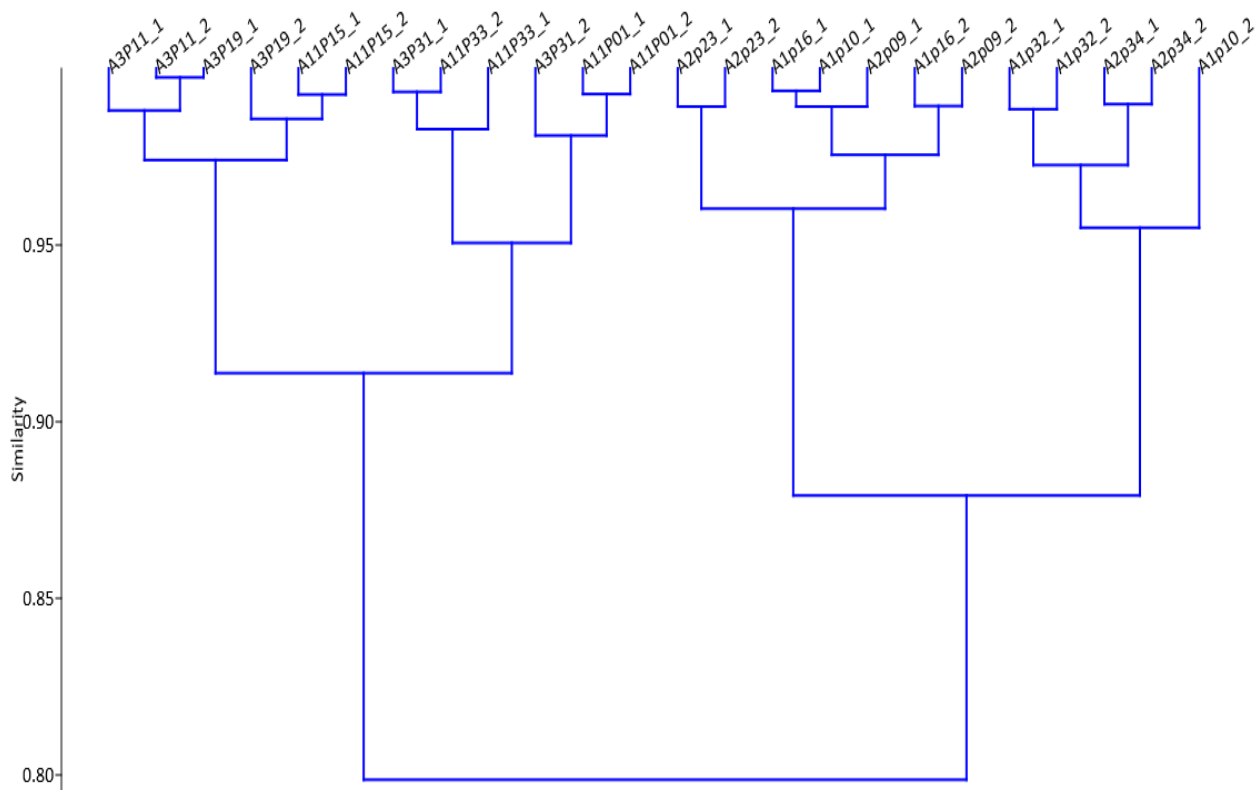 A3P11_1
A3P11_2
A3P19_1
A3P19_2
A11P15_1
A11P15_2
A3P31_1
A11P33_2
A11P33_1
A3P31_2
A11P01_1
A11P01_2
A2p23_1
A2p23_2
A1p16_1
A1p10_1
A2p09_1
A1p16_2
A2p09_2
A1p32_1
A1p32_2
A2p34_1
A2p34_2
A1p10_2
0.95
0.90
0.85
0.80
Similarity